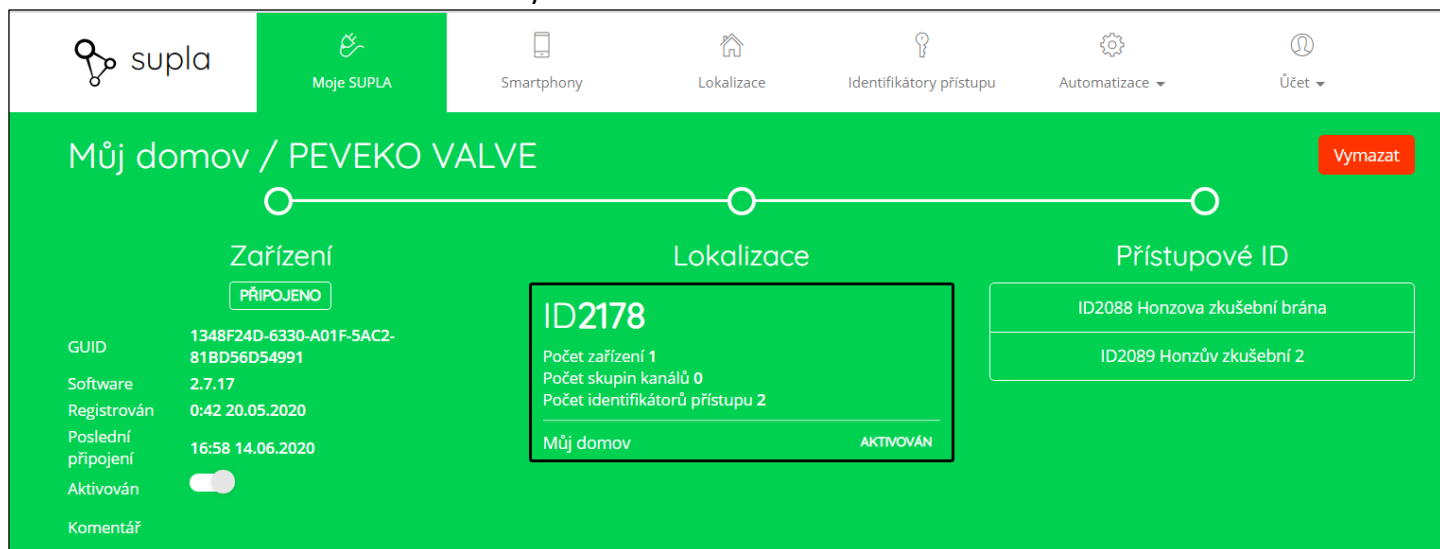 supla
Moje SUPLA
Smartphony
Lokalizace
Identifikátory přístupu
Automatizace
Účet
Můj domov / PEVEKO VALVE
Vymazat
Zařízení
PŘIPOJENO
GUID 1348F24D-6330-A01F-5AC2-
81BD56D54991
Software 2.7.17
Registrován 0:42 20.05.2020
Poslední
připojení 16:58 14.06.2020
Aktivován
Komentář
Lokalizace
ID2178
Počet zařízení 1
Počet skupin kanálů 0
Počet identifikátorů přístupu 2
Můj domov AKTIVOVÁN
Přístupové ID
ID2088 Honzova zkušební brána
ID2089 Honzův zkušební 2